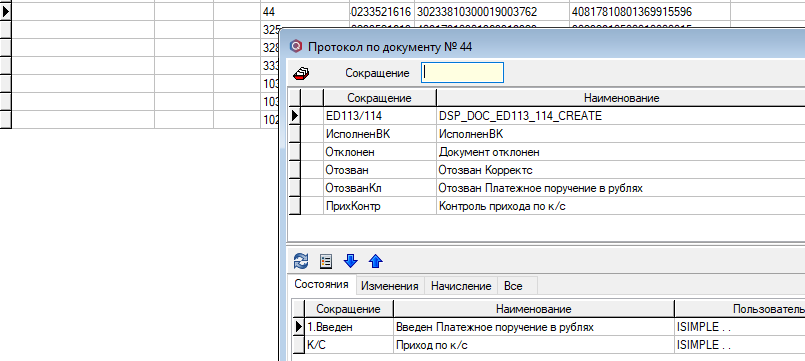 44 40233521616 30233810300019003762 40817810801369915596
325
328
333
103
103
102
Протокол по документу № 44
Сокращение
Сокращение Наименование
ED113/114 DSP_DOC_ED113_114_CREATE
ИсполненВК ИсполненВК
Отклонен Документ отклонен
Отозван Отозван Корректс
ОтозванКл Отозван Платежное поручение в рублях
ПрихКонтр Контроль прихода по к/с
Состояния Изменения Начисление Все
Сокращение Наименование Пользователь
1.Введен Введен Платежное поручение в рублях ISIMPLE . .
К/С Приход по к/с ISIMPLE . .